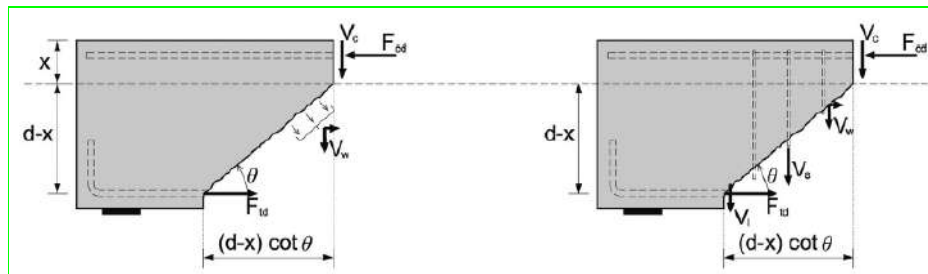 V_c
F_cd
x
d-x
V_w
θ
F_td
(d-x) cot θ
V_c
F_cd
d-x
V_w
θ
V_s
F_td
V_l
(d-x) cot θ